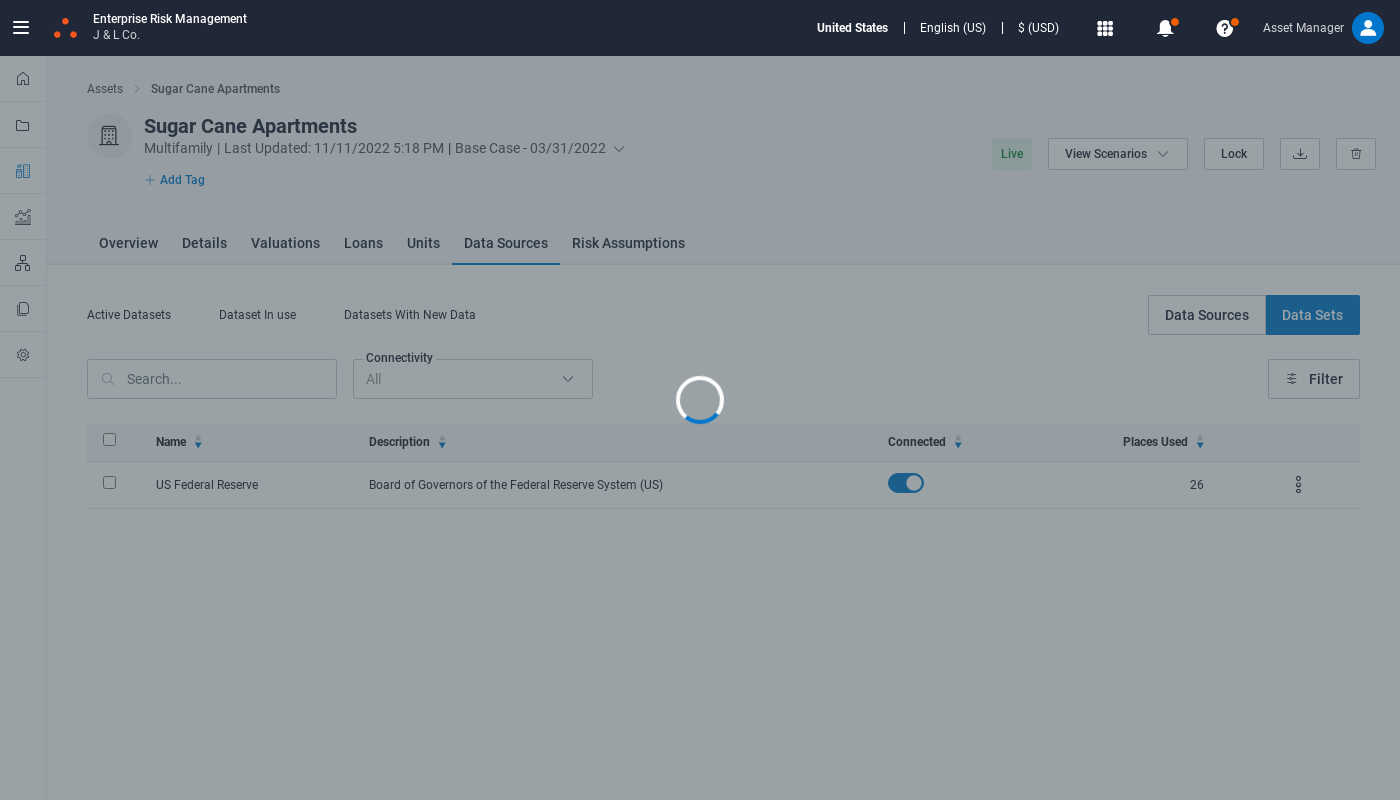 Enterprise Risk Management
J & L Co.
United States
English (US)
$ (USD)
Asset Manager
Assets
Sugar Cane Apartments
Sugar Cane Apartments
Multifamily | Last Updated: 11/11/2022 5:18 PM | Base Case - 03/31/2022
Add Tag
Live
View Scenarios
Lock
Overview
Details
Valuations
Loans
Units
Data Sources
Risk Assumptions
Active Datasets
Dataset In use
Datasets With New Data
Data Sources
Data Sets
Search...
Connectivity
All
Filter
Name
Description
Connected
Places Used
US Federal Reserve
Board of Governors of the Federal Reserve System (US)
26